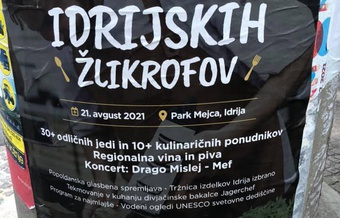 IDRIJSKIH
ŽLIKROFOV
21. avgust 2021 Park Mejca, Idrija
30+ odličnih jedi in 10+ kulinaričnih ponudnikov
Regionalna vina in piva
Koncert: Drago Mislej - Mef
Popoldanska glasbena spremljava - Tržnica izdelkov Idrija izbrano
Tekmovanje v kuhanju divjačinske bakalce Jagerchef
Program za najmlajše - Vodeni ogledi UNESCO svetovne dediščine